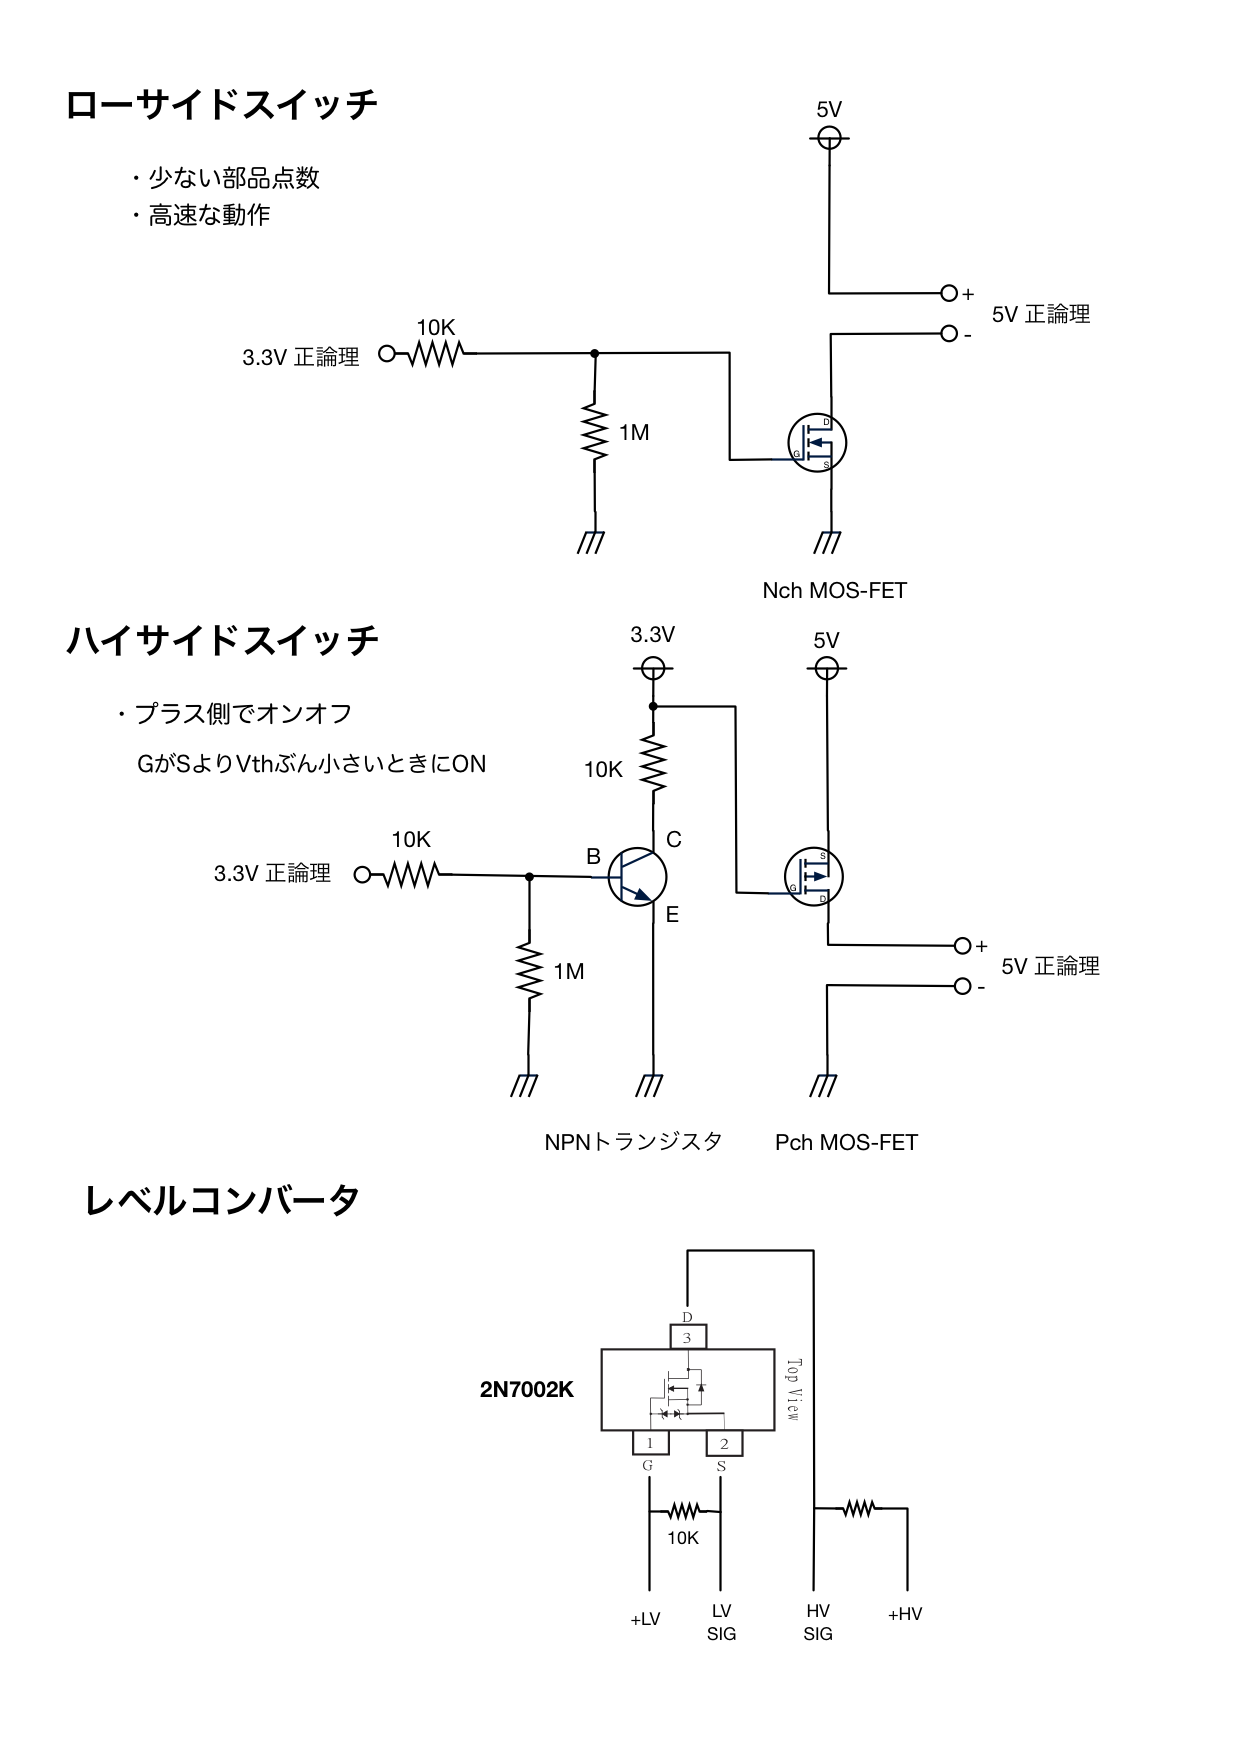 ローサイドスイッチ
・少ない部品点数
・高速な動作
5V
+
-
5V 正論理
10K
3.3V 正論理
1M
D
G
S
Nch MOS-FET
ハイサイドスイッチ
・プラス側でオンオフ
GがSよりVthぶん小さいときにON
3.3V
5V
10K
10K
3.3V 正論理
B
C
E
1M
S
G
D
+
-
5V 正論理
NPNトランジスタ
Pch MOS-FET
レベルコンバータ
2N7002K
D
3
Top View
1
2
G
S
10K
+LV
LV
SIG
HV
SIG
+HV